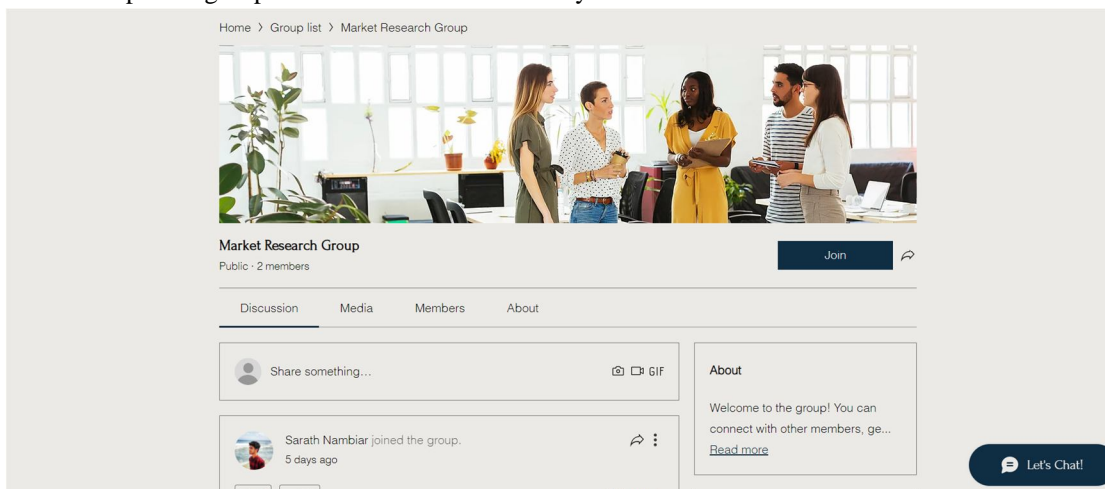 Home > Group list > Market Research Group
Market Research Group
Public · 2 members
Join
Discussion Media Members About
Share something...
GIF
Sarath Nambiar joined the group.
5 days ago
About
Welcome to the group! You can
connect with other members, ge...
Read more
Let's Chat!